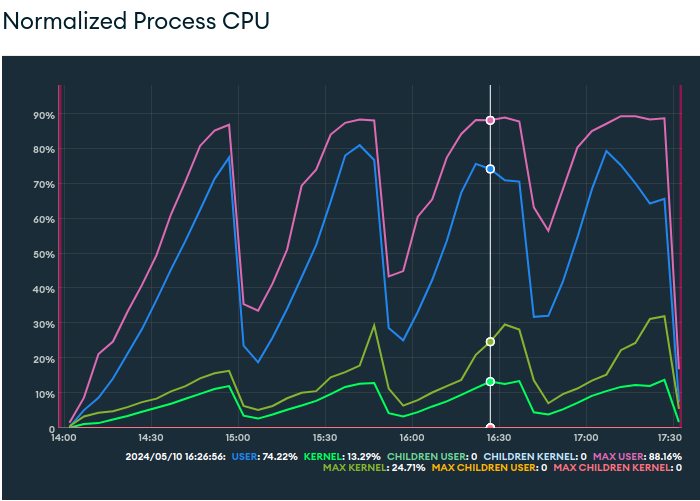 Normalized Process CPU
90%
80%
70%
60%
50%
40%
30%
20%
10%
0
14:00 14:30 15:00 15:30 16:00 16:30 17:00 17:30
2024/05/10 16:26:56: USER: 74.22% KERNEL: 13.29% CHILDREN USER: 0 CHILDREN KERNEL: 0 MAX USER: 88.16%
MAX KERNEL: 24.71% MAX CHILDREN USER: 0 MAX CHILDREN KERNEL: 0